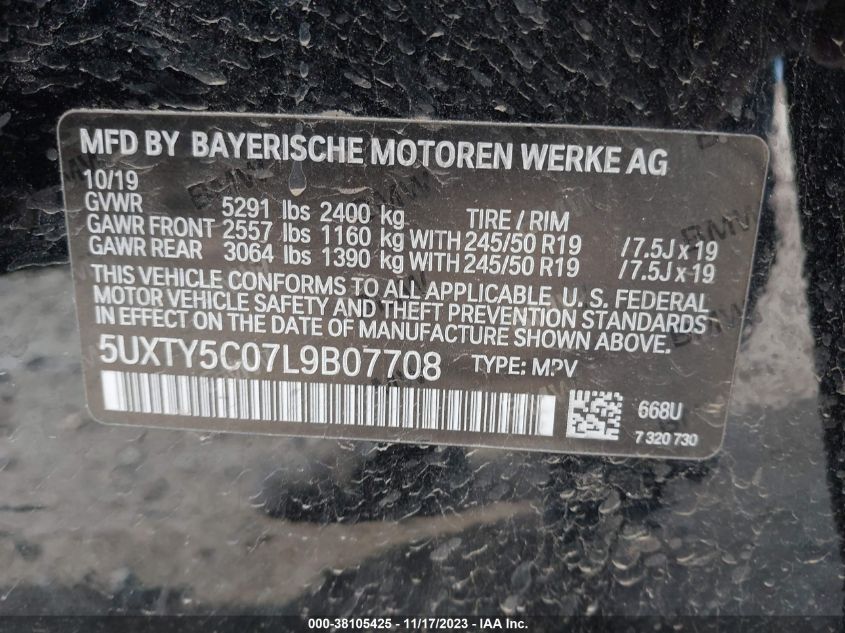 MFD BY BAYERISCHE MOTOREN WERKE AG
10/19
GVWR 5291 lbs 2400 kg TIRE / RIM
GAWR FRONT 2557 lbs 1160 kg WITH 245/50 R19 /7.5J x 19
GAWR REAR 3064 lbs 1390 kg WITH 245/50 R19 /7.5J x 19
THIS VEHICLE CONFORMS TO ALL APPLICABLE U. S. FEDERAL
MOTOR VEHICLE SAFETY AND THEFT PREVENTION STANDARDS
IN EFFECT ON THE DATE OF MANUFACTURE SHOWN ABOVE.
5UXTY5C07L9B07708 TYPE: MPV
668U
7 320 730
000-38105425 - 11/17/2023 - IAAI, Inc.